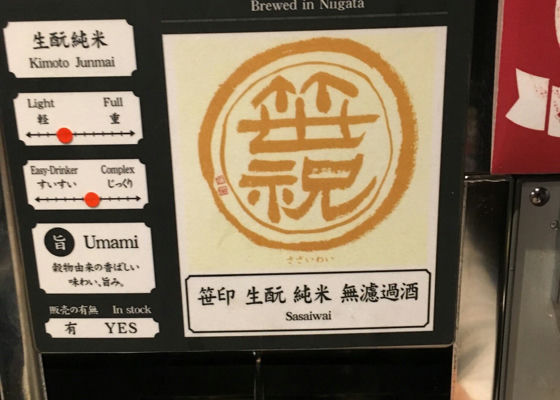 Brewed in Niigata
生酛純米
Kimoto Junmai
Light Full
軽 重
Easy-Drinker Complex
すいすい じっくり
旨 Umami
穀物由来の香ばしい
味わい、旨み。
販売の有無 In stock
有 YES
笹祝
ささいわい
笹印 生酛 純米 無濾過酒
Sasaiwai